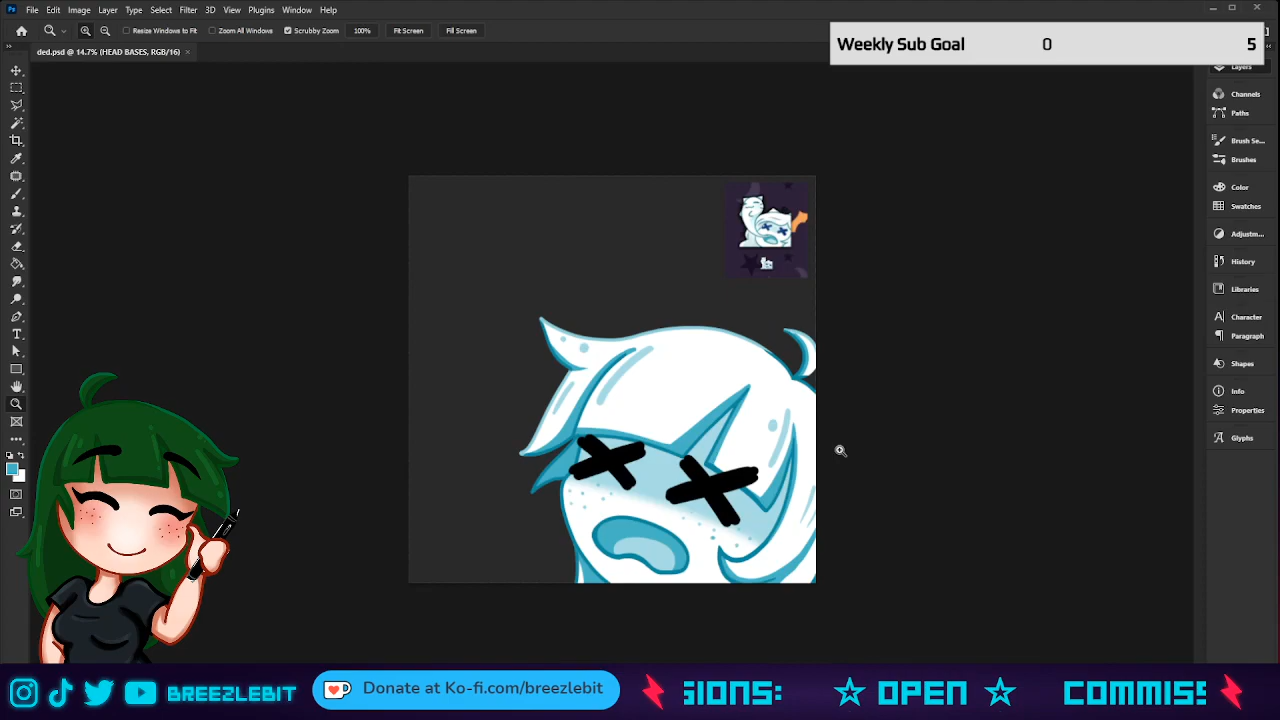 Ps File Edit Image Layer Type Select Filter 3D View Plugins Window Help
Resize Windows to Fit Zoom All Windows Scrubby Zoom 100% Fit Screen Fill Screen
ded.psd @ 14.7% (HEAD BASES, RGB/16) ×
Weekly Sub Goal 0 5
Layers
Channels
Paths
Brush Se...
Brushes
Color
Swatches
Adjustm...
History
Libraries
Character
Paragraph
Shapes
Info
Properties
Glyphs
BREEZLEBIT
Donate at Ko-fi.com/breezlebit
SIONS: OPEN COMMISS